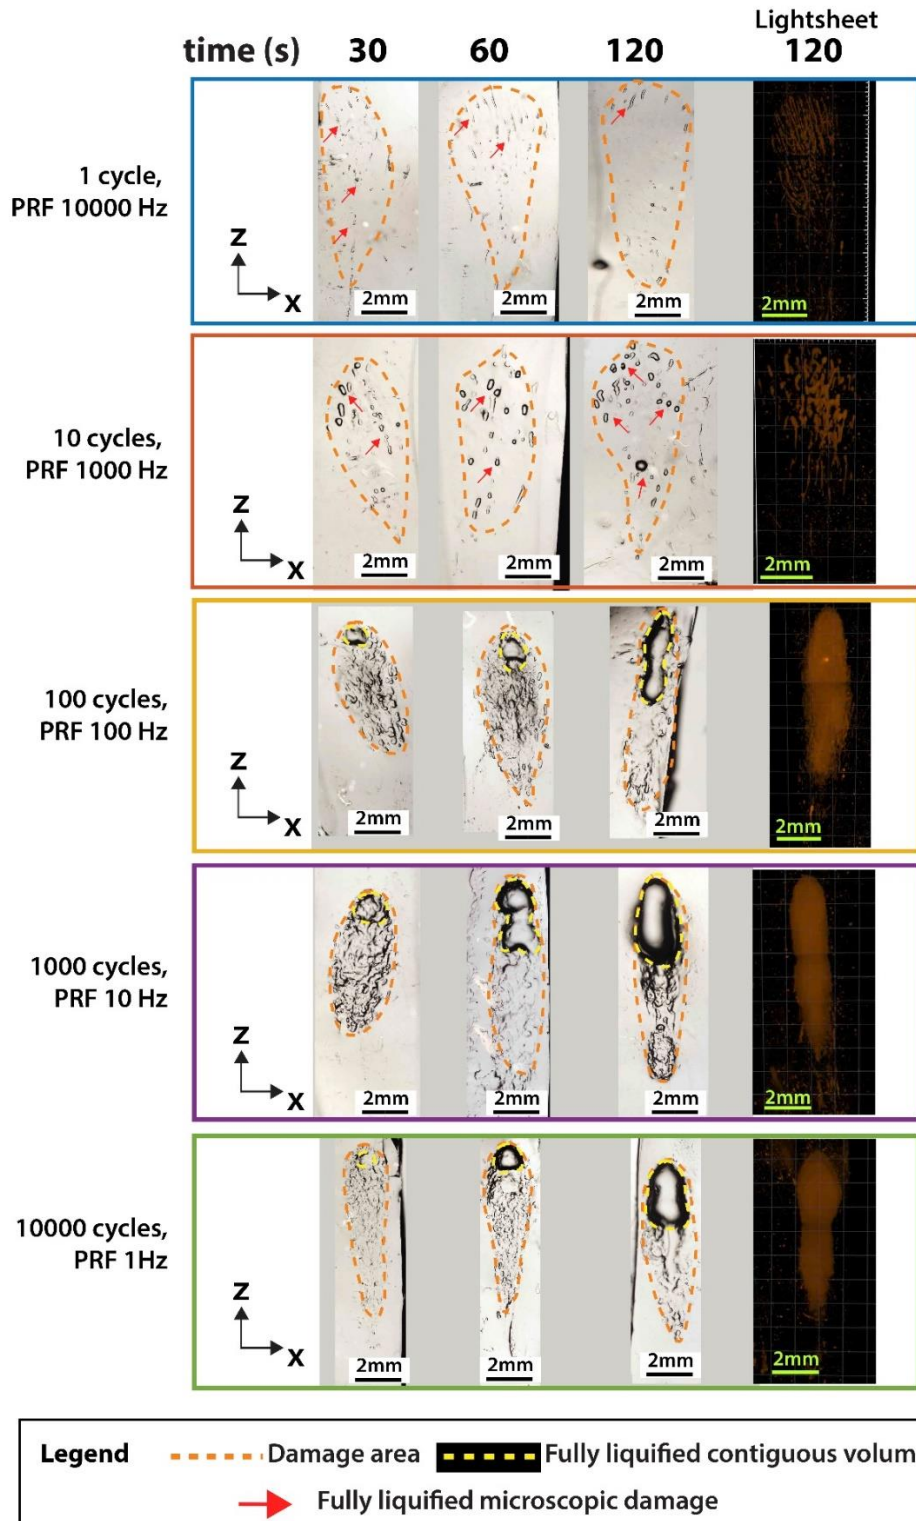 Lightsheet
time (s) 30 60 120 120
1 cycle,
PRF 10000 Hz
Z
X
2mm 2mm 2mm 2mm
10 cycles,
PRF 1000 Hz
Z
X
2mm 2mm 2mm 2mm
100 cycles,
PRF 100 Hz
Z
X
2mm 2mm 2mm 2mm
1000 cycles,
PRF 10 Hz
Z
X
2mm 2mm 2mm 2mm
10000 cycles,
PRF 1Hz
Z
X
2mm 2mm 2mm 2mm
Legend Damage area Fully liquified contiguous volum
Fully liquified microscopic damage